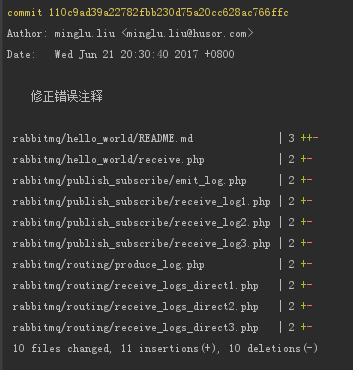 commit 110c9ad39a22782fbb230d75a20cc628ac766ffc
Author: minglu.liu <minglu.liu@husor.com>
Date:   Wed Jun 21 20:30:40 2017 +0800
修正错误注释
rabbitmq/hello_world/README.md | 3 ++-
rabbitmq/hello_world/receive.php | 2 +-
rabbitmq/publish_subscribe/emit_log.php | 2 +-
rabbitmq/publish_subscribe/receive_log1.php | 2 +-
rabbitmq/publish_subscribe/receive_log2.php | 2 +-
rabbitmq/publish_subscribe/receive_log3.php | 2 +-
rabbitmq/routing/produce_log.php | 2 +-
rabbitmq/routing/receive_logs_direct1.php | 2 +-
rabbitmq/routing/receive_logs_direct2.php | 2 +-
rabbitmq/routing/receive_logs_direct3.php | 2 +-
10 files changed, 11 insertions(+), 10 deletions(-)